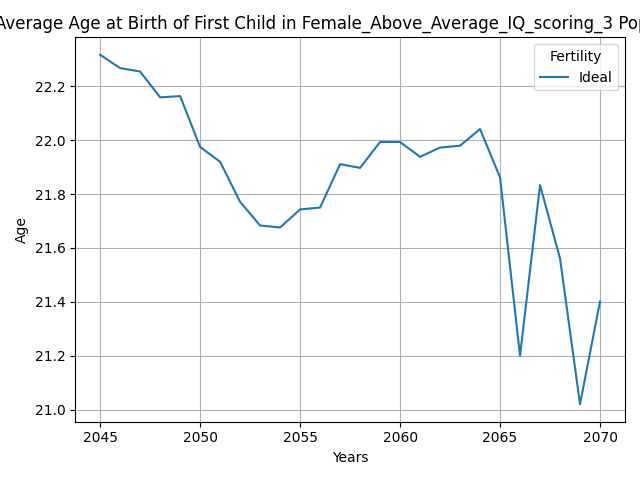 Average Age at Birth of First Child in Female_Above_Average_IQ_scoring_3
Fertility
Ideal
22.2
22.0
21.8
21.6
21.4
21.2
21.0
Age
2045 2050 2055 2060 2065 2070
Years